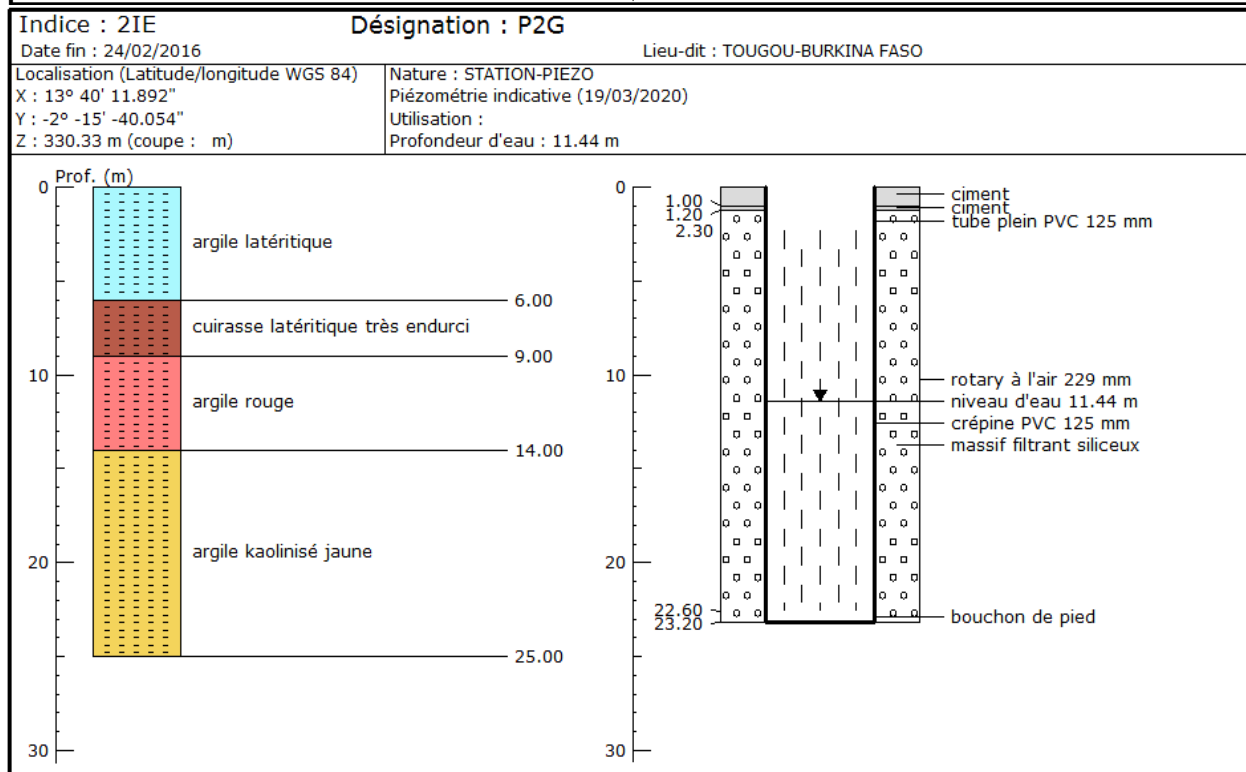 Indice : 2IE Désignation : P2G
Date fin : 24/02/2016 Lieu-dit : TOUGOU-BURKINA FASO
Localisation (Latitude/longitude WGS 84)
X : 13º 40' 11.892"
Y : -2º -15' -40.054"
Z : 330.33 m (coupe : m)
Nature : STATION-PIEZO
Piézométrie indicative (19/03/2020)
Utilisation :
Profondeur d'eau : 11.44 m
Prof. (m)
0
10
20
30
argile latéritique
6.00
cuirasse latéritique très endurci
9.00
argile rouge
14.00
argile kaolinisé jaune
25.00
0
10
20
30
1.00
1.20
2.30
22.60
23.20
ciment
ciment
tube plein PVC 125 mm
rotary à l'air 229 mm
niveau d'eau 11.44 m
crépine PVC 125 mm
massif filtrant siliceux
bouchon de pied